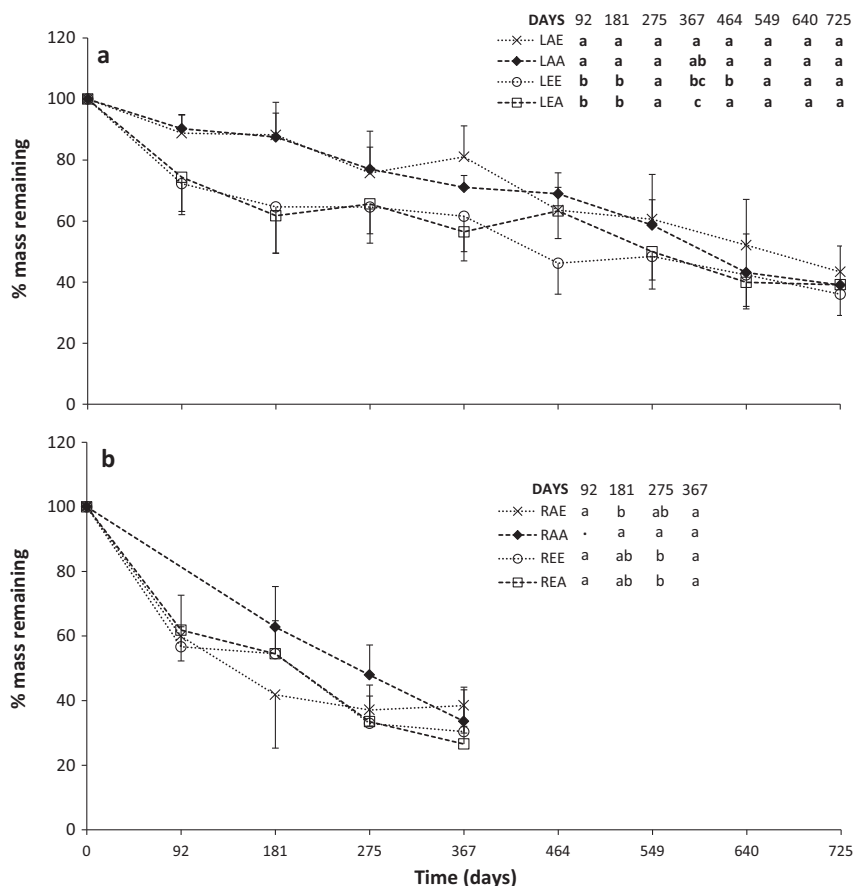 a
DAYS 92 181 275 367 464 549 640 725
LAE a a a a a a a a
LAA a a a ab a a a a
LEE b b a bc b a a a
LEA b b a c a a a a
120
100
80
60
40
20
0
% mass remaining
b
DAYS 92 181 275 367
RAE a b ab a
RAA . a a a
REE a ab b a
REA a ab b a
120
100
80
60
40
20
0
% mass remaining
0 92 181 275 367 464 549 640 725
Time (days)